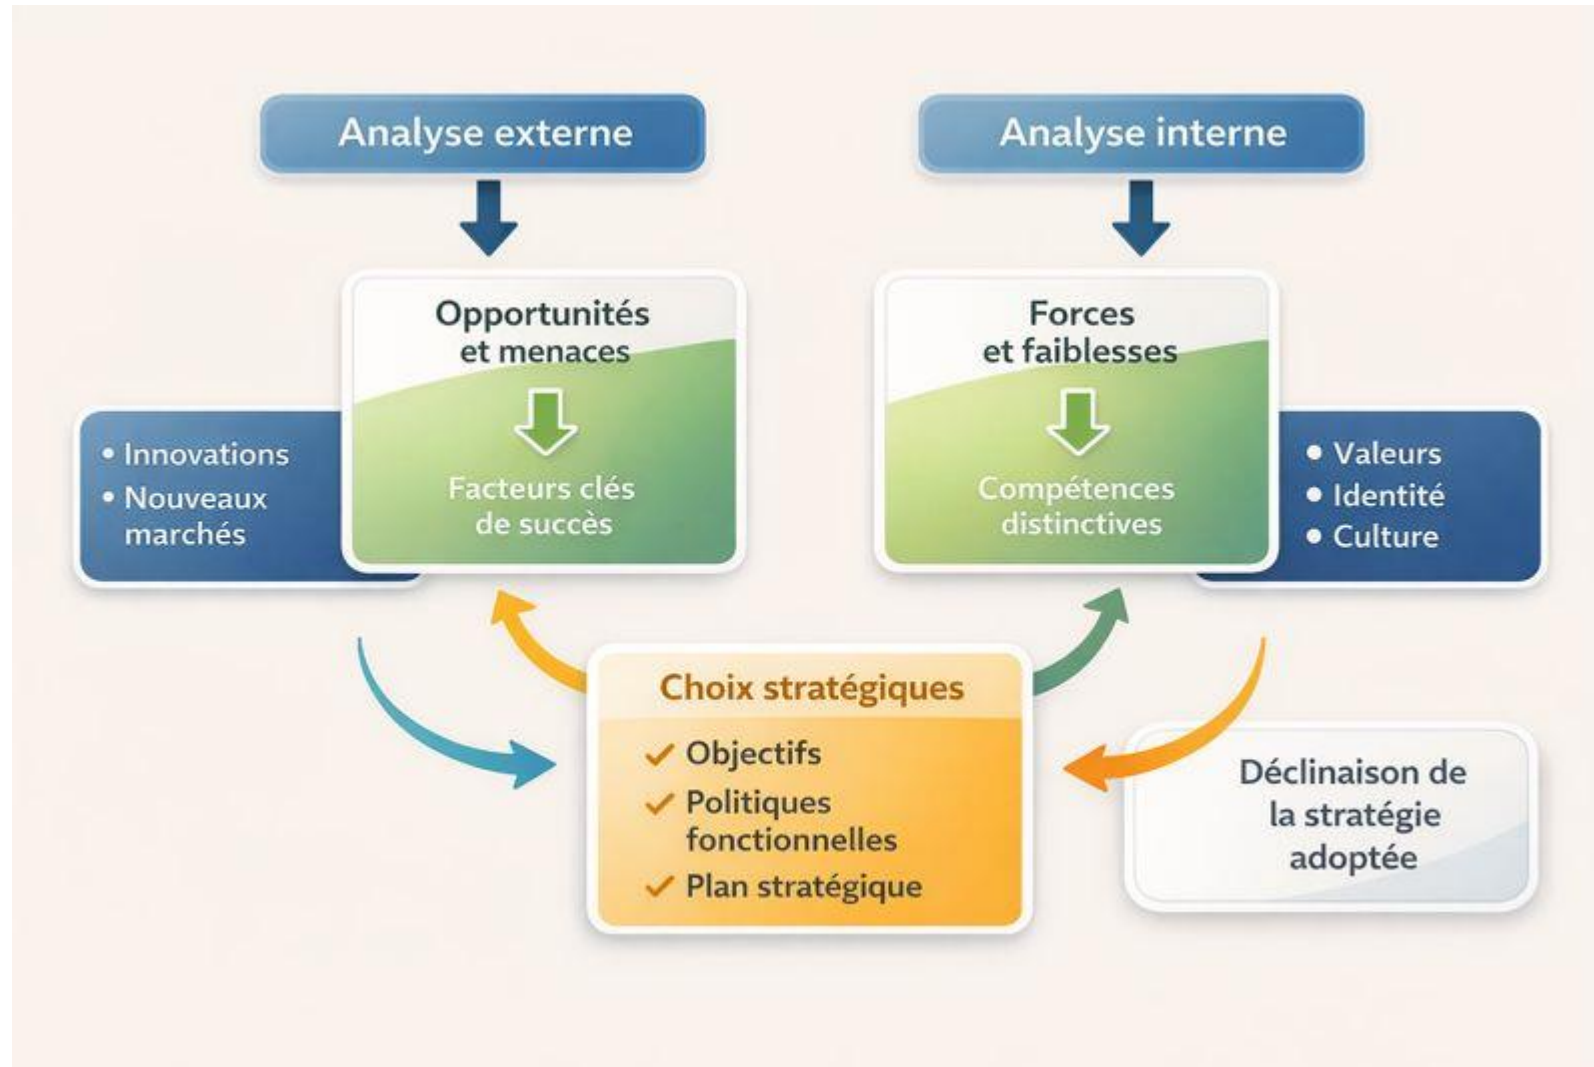 Analyse externe
Analyse interne
Opportunités
et menaces
Facteurs clés
de succès
• Innovations
• Nouveaux
marchés
Forces
et faiblesses
Compétences
distinctives
• Valeurs
• Identité
• Culture
Choix stratégiques
✓ Objectifs
✓ Politiques
fonctionnelles
✓ Plan stratégique
Déclinaison de
la stratégie
adoptée